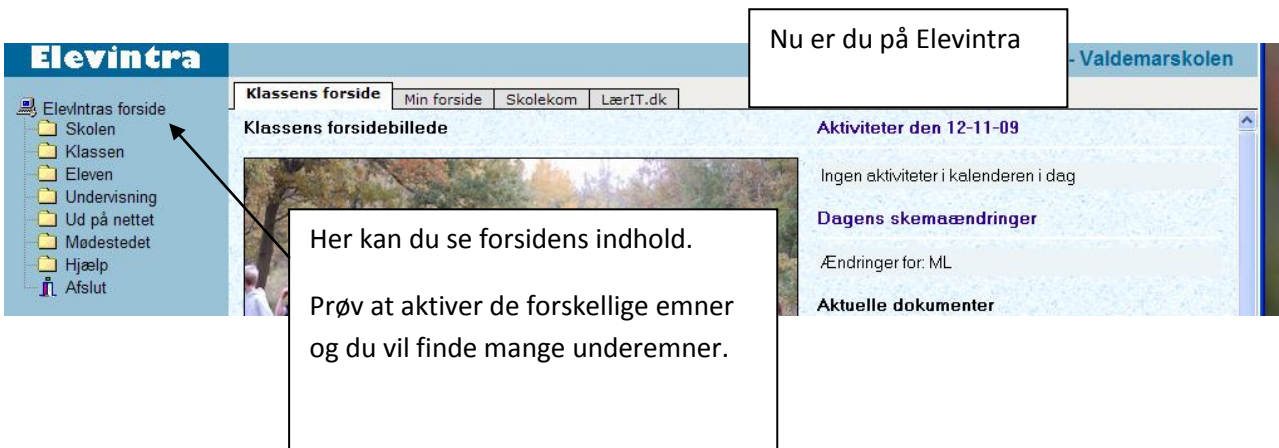 Nu er du på Elevintra
Elevintra
- Valdemarskolen
ElevIntras forside
Skolen
Klassen
Eleven
Undervisning
Ud på nettet
Mødestedet
Hjælp
Afslut
Klassens forside Min forside Skolekom LærIT.dk
Klassens forsidebillede
Aktiviteter den 12-11-09
Ingen aktiviteter i kalenderen i dag
Dagens skemaændringer
Ændringer for: ML
Aktuelle dokumenter
Her kan du se forsidens indhold.
Prøv at aktiver de forskellige emner
og du vil finde mange underemner.